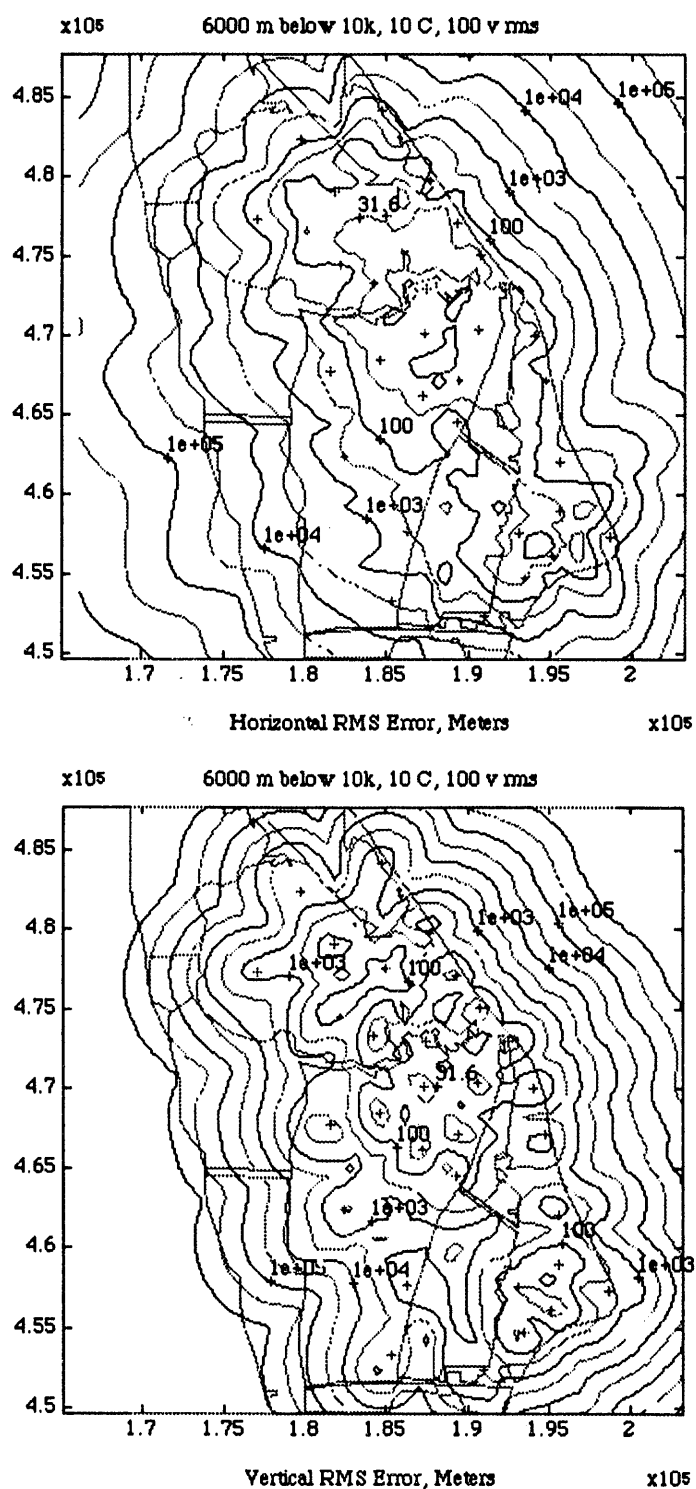 x10⁵ 6000 m below 10k, 10 C, 100 v rms
4.85
4.8
4.75
4.7
4.65
4.6
4.55
4.5
1e+05
1e+04
1e+03
31.6
100
100
1e+05
1e+03
1e+04
1.7 1.75 1.8 1.85 1.9 1.95 2
Horizontal RMS Error, Meters x10⁵
x10⁵ 6000 m below 10k, 10 C, 100 v rms
4.85
4.8
4.75
4.7
4.65
4.6
4.55
4.5
1e+05
1e+03
1e+04
1e+03
100
31.6
100
1e+03
100
1e+03
1e+05
1e+04
1.7 1.75 1.8 1.85 1.9 1.95 2
Vertical RMS Error, Meters x10⁵